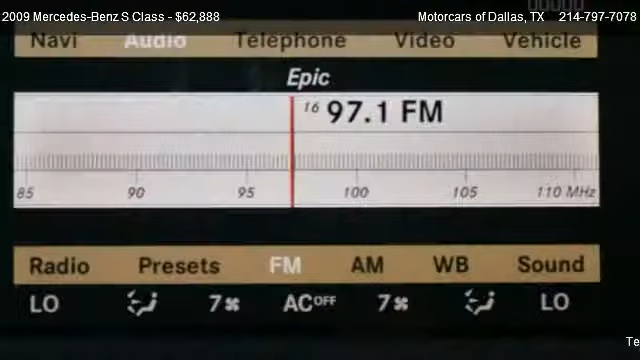 2009 Mercedes-Benz S Class - $62,888 Motorcars of Dallas, TX 214-797-7078
Navi Audio Telephone Video Vehicle
Epic
16 97.1 FM
85 90 95 100 105 110 MHz
Radio Presets FM AM WB Sound
LO 7 AC OFF 7 LO
Te